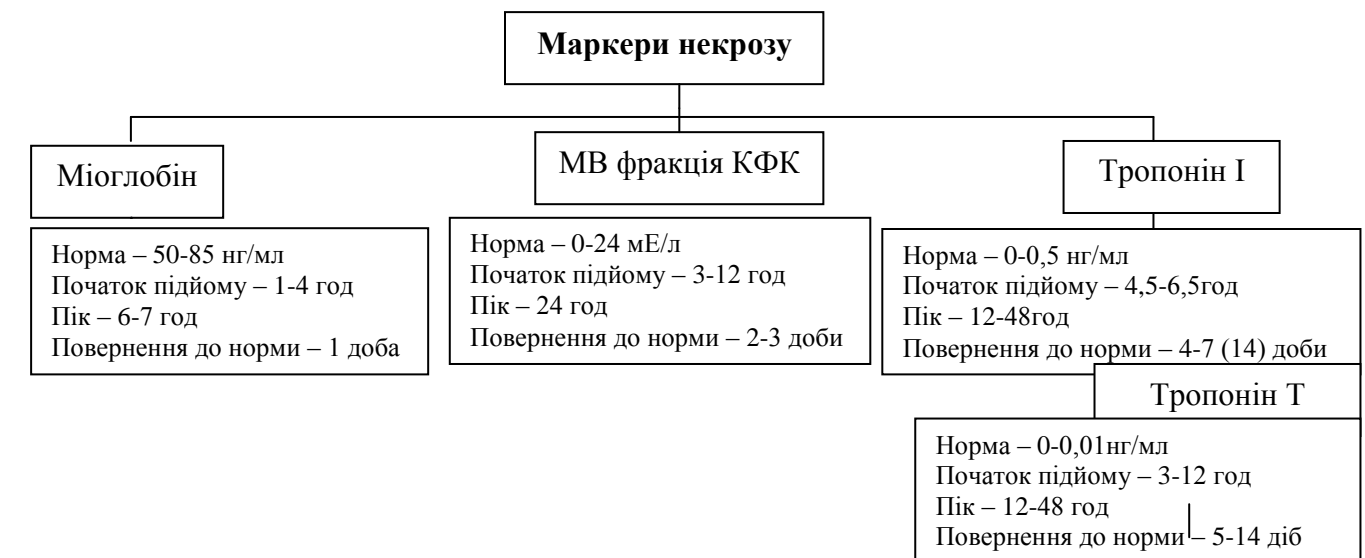 Маркери некрозу
Міоглобін
Норма – 50-85 нг/мл
Початок підйому – 1-4 год
Пік – 6-7 год
Повернення до норми – 1 доба
МВ фракція КФК
Норма – 0-24 мЕ/л
Початок підйому – 3-12 год
Пік – 24 год
Повернення до норми – 2-3 доби
Тропонін I
Норма – 0-0,5 нг/мл
Початок підйому – 4,5-6,5год
Пік – 12-48год
Повернення до норми – 4-7 (14) доби
Тропонін Т
Норма – 0-0,01нг/мл
Початок підйому – 3-12 год
Пік – 12-48 год
Повернення до норми – 5-14 діб